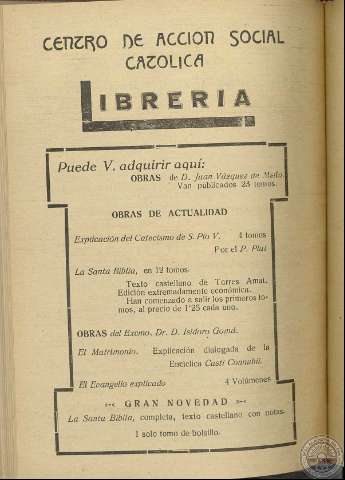 CENTRO DE ACCION SOCIAL
CATOLICA
LIBRERIA
Puede V. adquirir aquí:
OBRAS de D. Juan Vázquez de Mella.
Van publicados 23 tomos.
OBRAS DE ACTUALIDAD
Explicación del Catecismo de S. Pío V. 4 tomos
Por el P. Plat
La Santa Biblia, en 12 tomos.
Texto castellano de Torres Amat.
Edición extremadamente económica.
Han comenzado a salir los primeros to-
mos, al precio de 1'25 cada uno.
OBRAS del Excmo. Dr. D. Isidoro Gomá.
El Matrimonio. Explicación dialogada de la
Encíclica Casti Connubii.
El Evangelio explicado 4 Volúmenes
GRAN NOVEDAD
La Santa Biblia, completa, texto castellano con notas.
1 solo tomo de bolsillo.